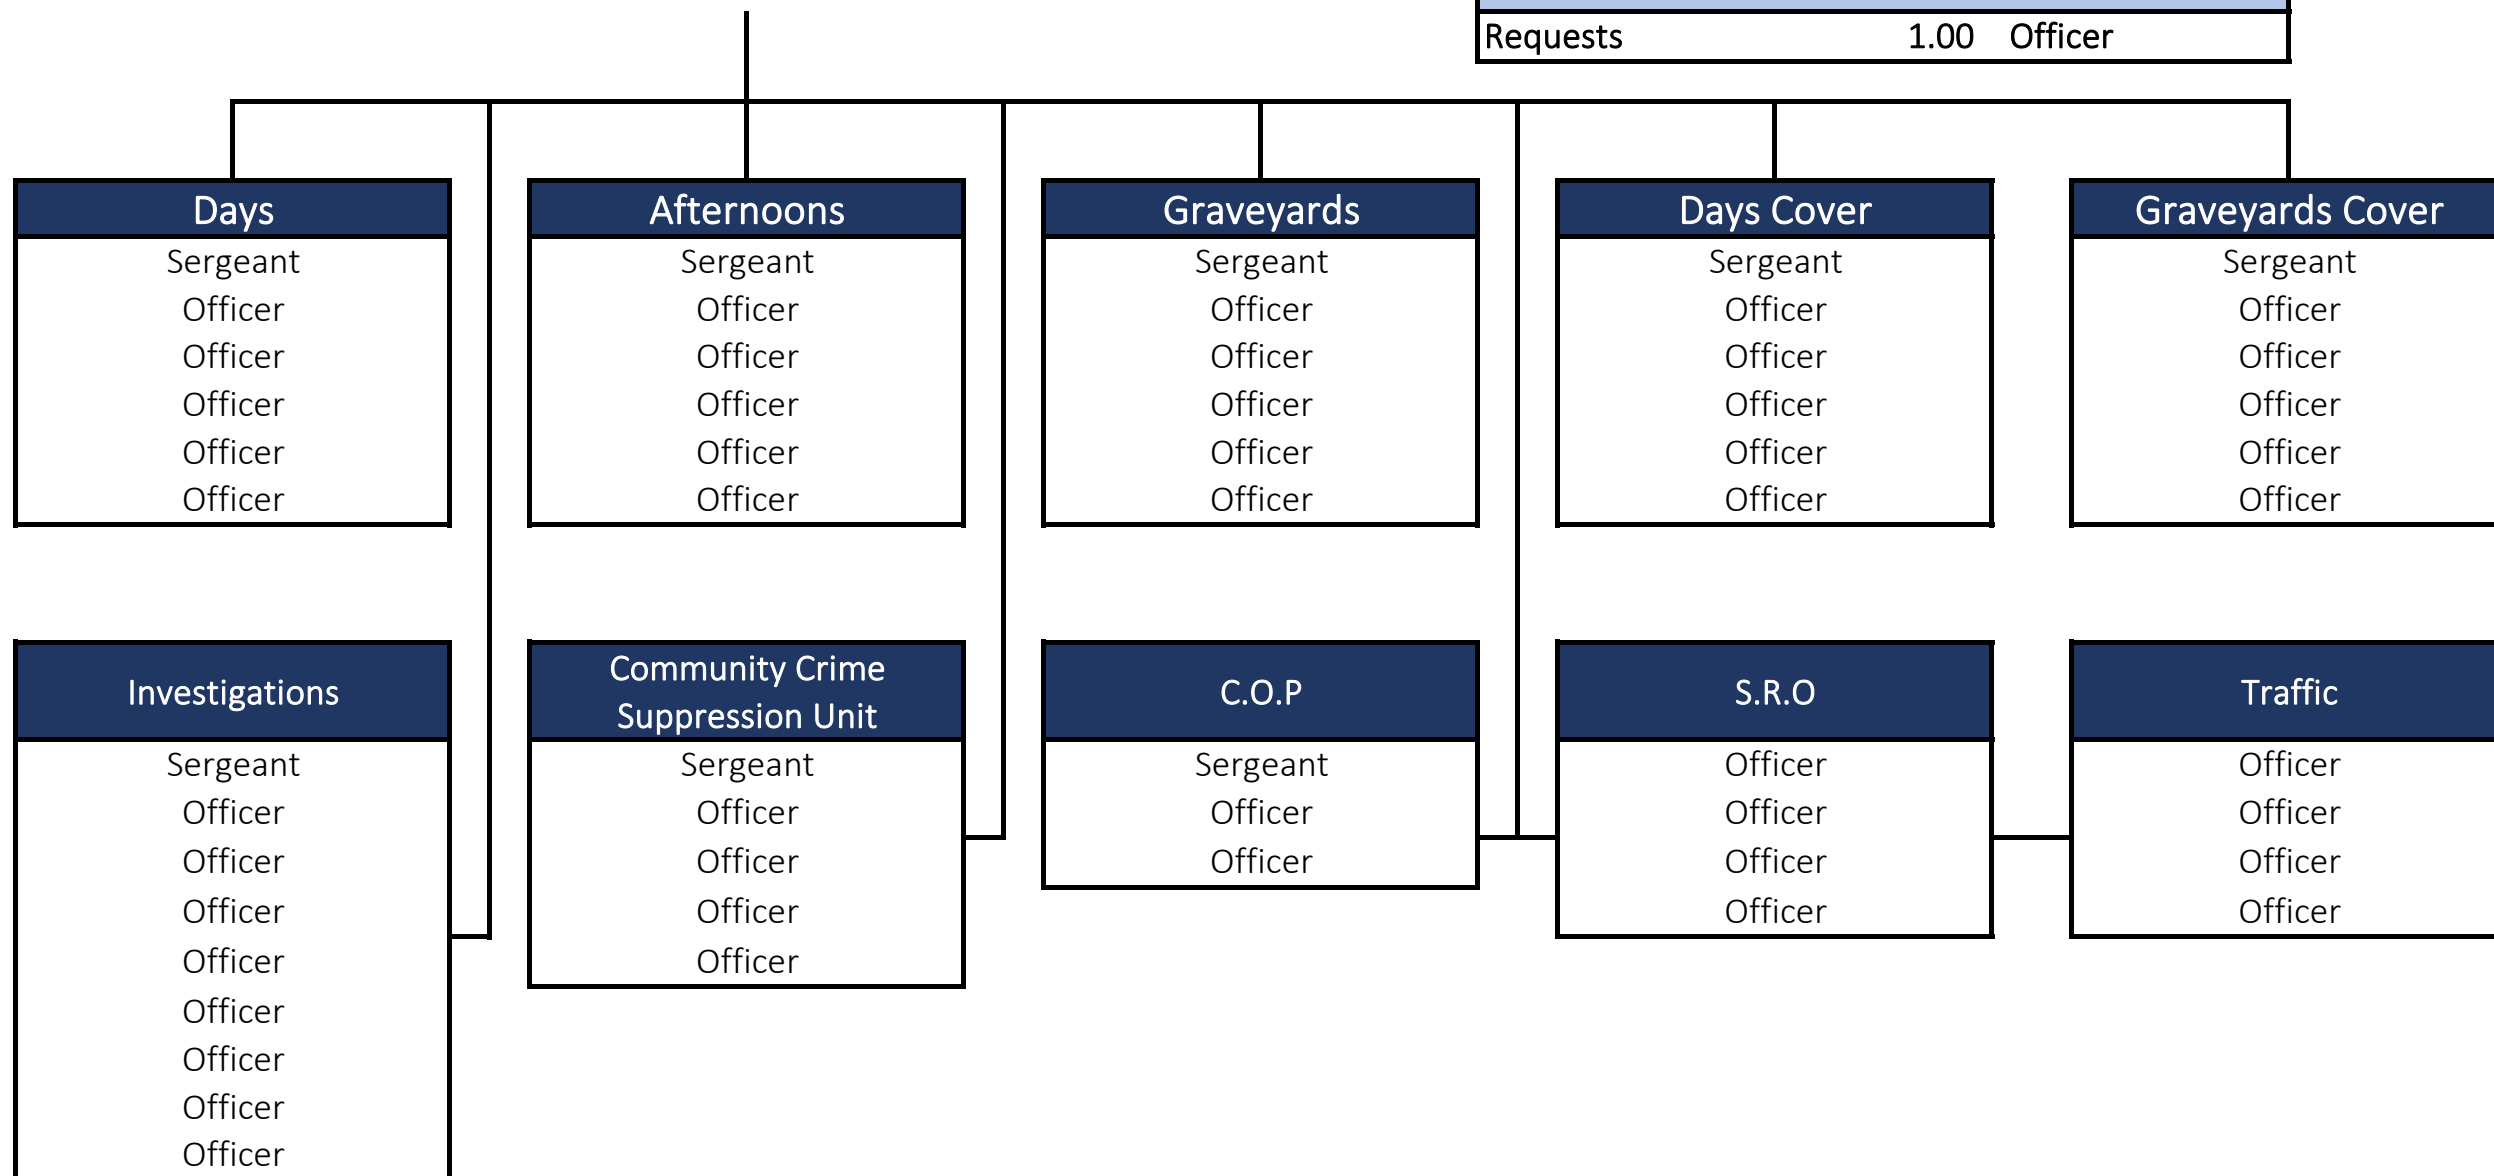 Requests 1.00 Officer
Days
Sergeant
Officer
Officer
Officer
Officer
Officer
Afternoons
Sergeant
Officer
Officer
Officer
Officer
Officer
Graveyards
Sergeant
Officer
Officer
Officer
Officer
Officer
Days Cover
Sergeant
Officer
Officer
Officer
Officer
Officer
Graveyards Cover
Sergeant
Officer
Officer
Officer
Officer
Officer
Investigations
Sergeant
Officer
Officer
Officer
Officer
Officer
Officer
Officer
Officer
Community Crime
Suppression Unit
Sergeant
Officer
Officer
Officer
Officer
C.O.P
Sergeant
Officer
Officer
S.R.O
Officer
Officer
Officer
Officer
Traffic
Officer
Officer
Officer
Officer